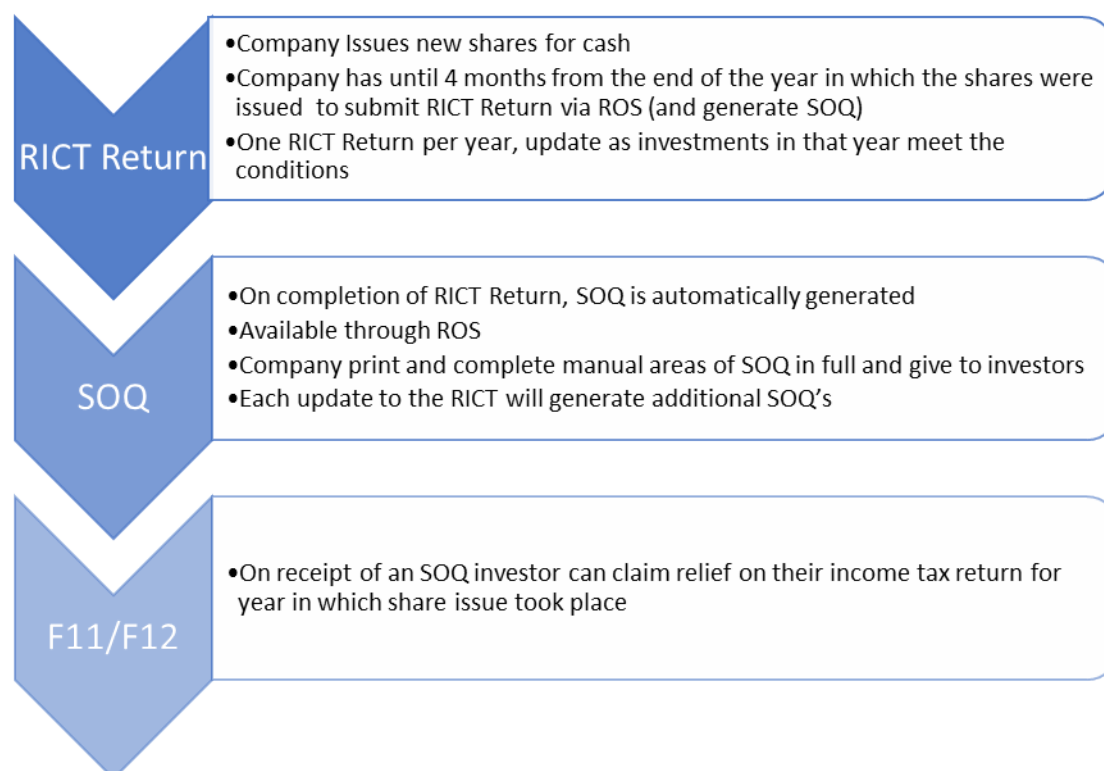 RICT Return
•Company Issues new shares for cash
•Company has until 4 months from the end of the year in which the shares were
issued to submit RICT Return via ROS (and generate SOQ)
•One RICT Return per year, update as investments in that year meet the
conditions
SOQ
•On completion of RICT Return, SOQ is automatically generated
•Available through ROS
•Company print and complete manual areas of SOQ in full and give to investors
•Each update to the RICT will generate additional SOQ’s
F11/F12
•On receipt of an SOQ investor can claim relief on their income tax return for
year in which share issue took place